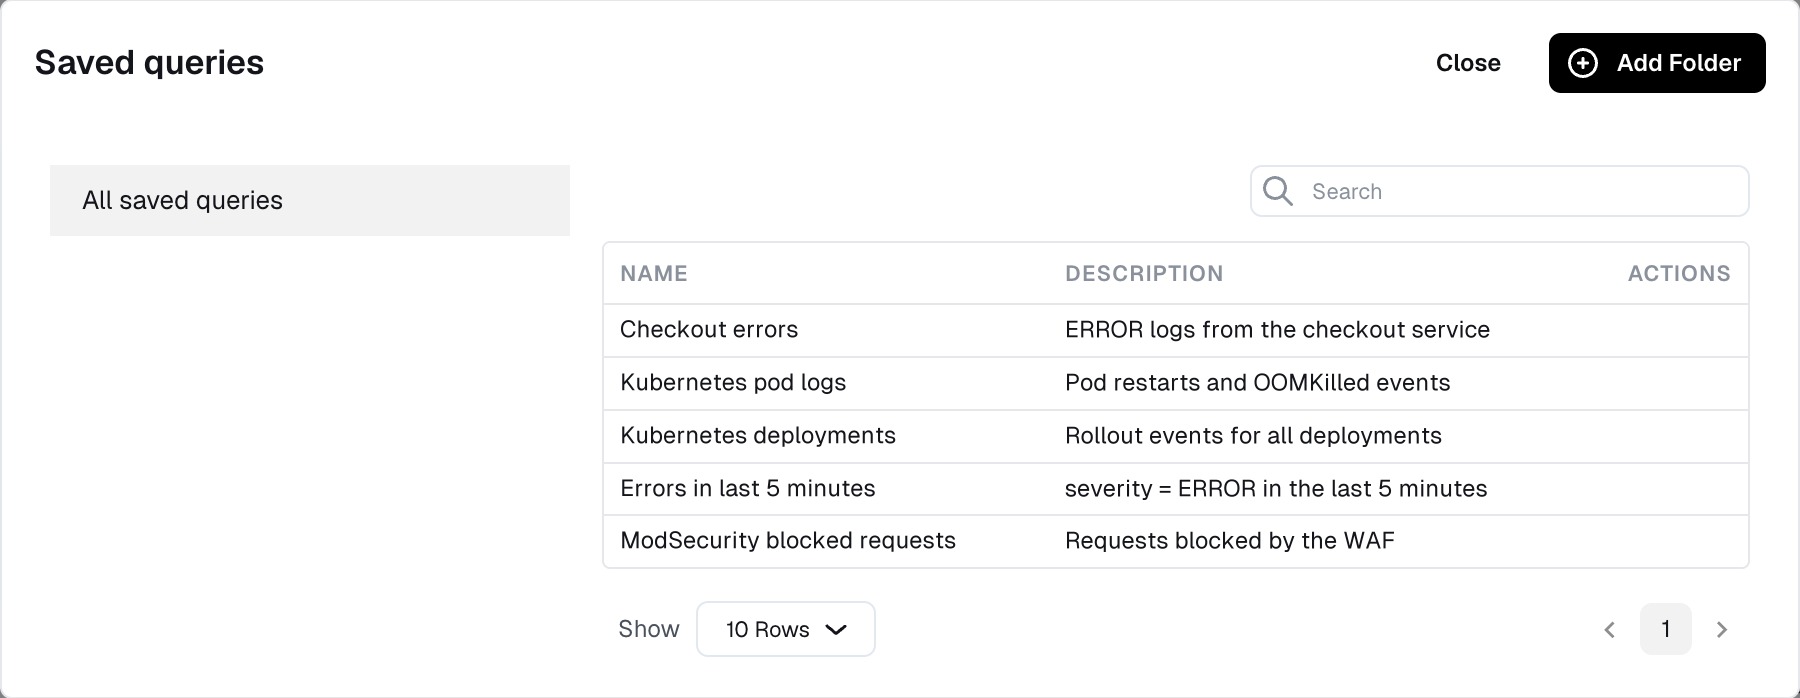 Saved queries
Close
Add Folder
All saved queries
Search
NAME DESCRIPTION ACTIONS
Checkout errors ERROR logs from the checkout service
Kubernetes pod logs Pod restarts and OOMKilled events
Kubernetes deployments Rollout events for all deployments
Errors in last 5 minutes severity = ERROR in the last 5 minutes
ModSecurity blocked requests Requests blocked by the WAF
Show 10 Rows 1